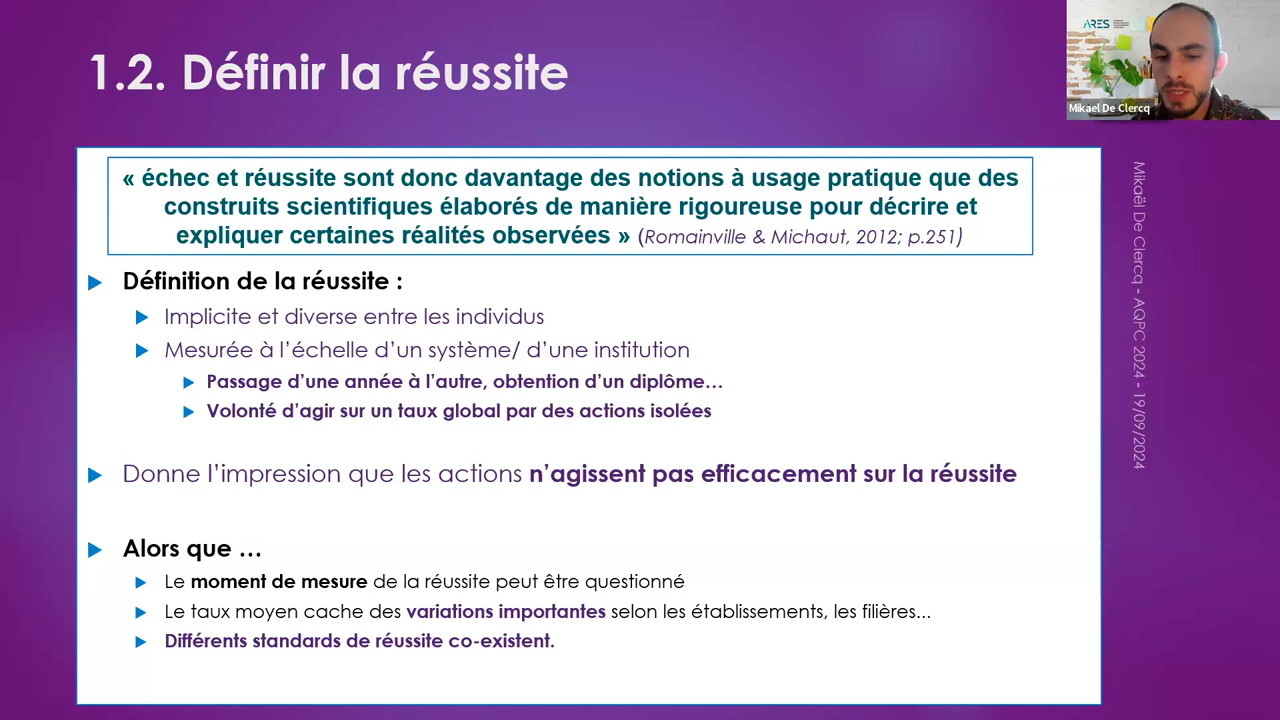 1.2. Définir la réussite
ARES
Mikael De Clercq
« échec et réussite sont donc davantage des notions à usage pratique que des
construits scientifiques élaborés de manière rigoureuse pour décrire et
expliquer certaines réalités observées » (Romainville & Michaut, 2012; p.251)
Définition de la réussite :
Implicite et diverse entre les individus
Mesurée à l’échelle d’un système/ d’une institution
Passage d’une année à l’autre, obtention d’un diplôme…
Volonté d’agir sur un taux global par des actions isolées
Donne l’impression que les actions n’agissent pas efficacement sur la réussite
Alors que …
Le moment de mesure de la réussite peut être questionné
Le taux moyen cache des variations importantes selon les établissements, les filières...
Différents standards de réussite co-existent.
Mikaël De Clercq - AQPC 2024 - 19/09/2024